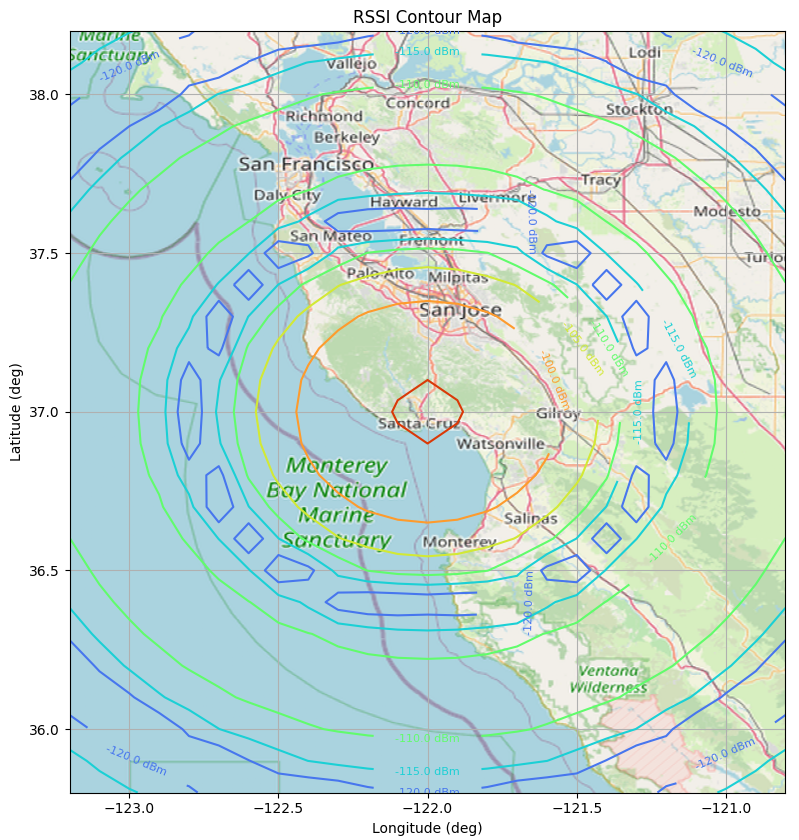 RSSI Contour Map
Marine
Sanctuary
-120.0 dBm
-115.0 dBm
-120.0 dBm
Vallejo
Lodi
38.0
Concord
Stockton
Richmond
Berkeley
San Francisco
Tracy
Daly City
Hayward
Livermore
Modesto
San Mateo
Fremont
37.5
Palo Alto
Milpitas
San Jose
-115.0 dBm
-110.0 dBm
-100.0 dBm
-115.0 dBm
37.0
Santa Cruz
Gilroy
Watsonville
Monterey
Bay National
Marine
Sanctuary
Salinas
Monterey
-110.0 dBm
36.5
-120.0 dBm
Ventana
Wilderness
36.0
-110.0 dBm
-120.0 dBm
-115.0 dBm
-120.0 dBm
-120.0 dBm
−123.0
−122.5
−122.0
−121.5
−121.0
Latitude (deg)
Longitude (deg)